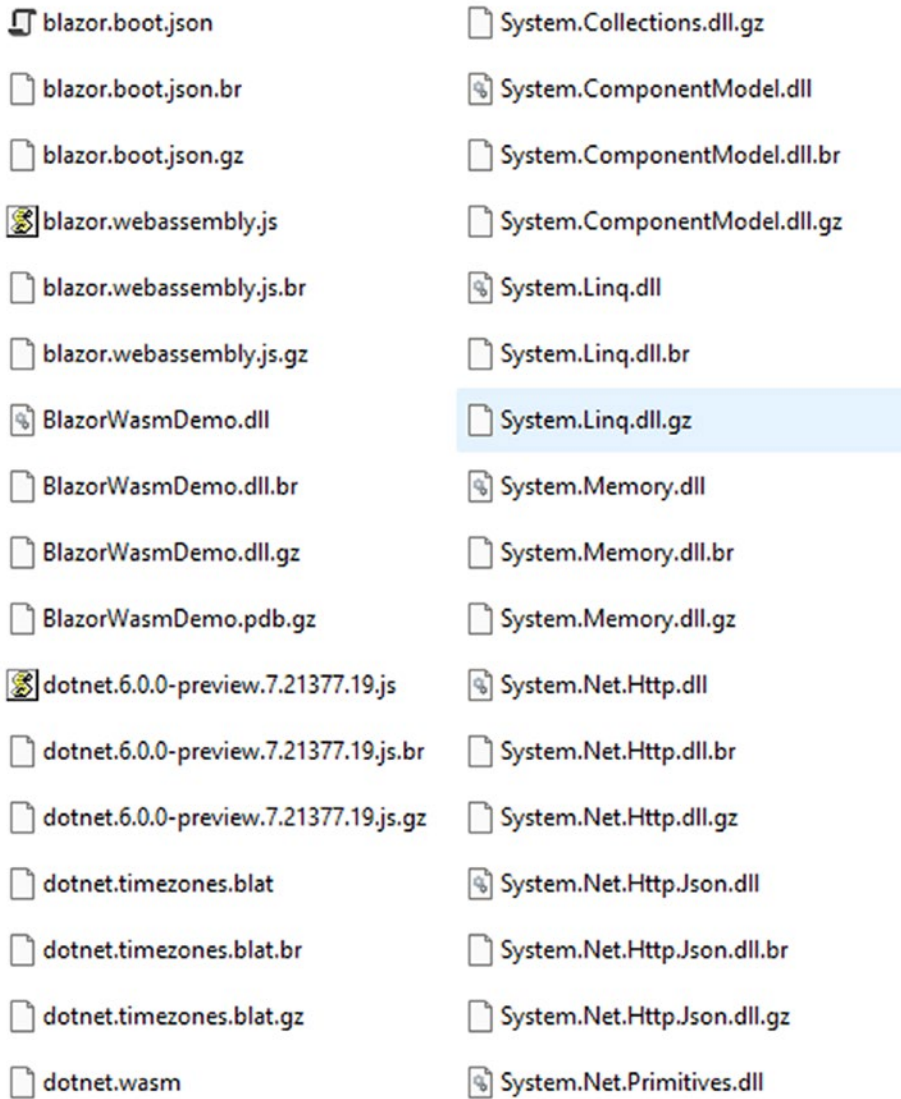 blazor.boot.json
blazor.boot.json.br
blazor.boot.json.gz
blazor.webassembly.js
blazor.webassembly.js.br
blazor.webassembly.js.gz
BlazorWasmDemo.dll
BlazorWasmDemo.dll.br
BlazorWasmDemo.dll.gz
BlazorWasmDemo.pdb.gz
dotnet.6.0.0-preview.7.21377.19.js
dotnet.6.0.0-preview.7.21377.19.js.br
dotnet.6.0.0-preview.7.21377.19.js.gz
dotnet.timezones.blat
dotnet.timezones.blat.br
dotnet.timezones.blat.gz
dotnet.wasm
System.Collections.dll.gz
System.ComponentModel.dll
System.ComponentModel.dll.br
System.ComponentModel.dll.gz
System.Linq.dll
System.Linq.dll.br
System.Linq.dll.gz
System.Memory.dll
System.Memory.dll.br
System.Memory.dll.gz
System.Net.Http.dll
System.Net.Http.dll.br
System.Net.Http.dll.gz
System.Net.Http.Json.dll
System.Net.Http.Json.dll.br
System.Net.Http.Json.dll.gz
System.Net.Primitives.dll